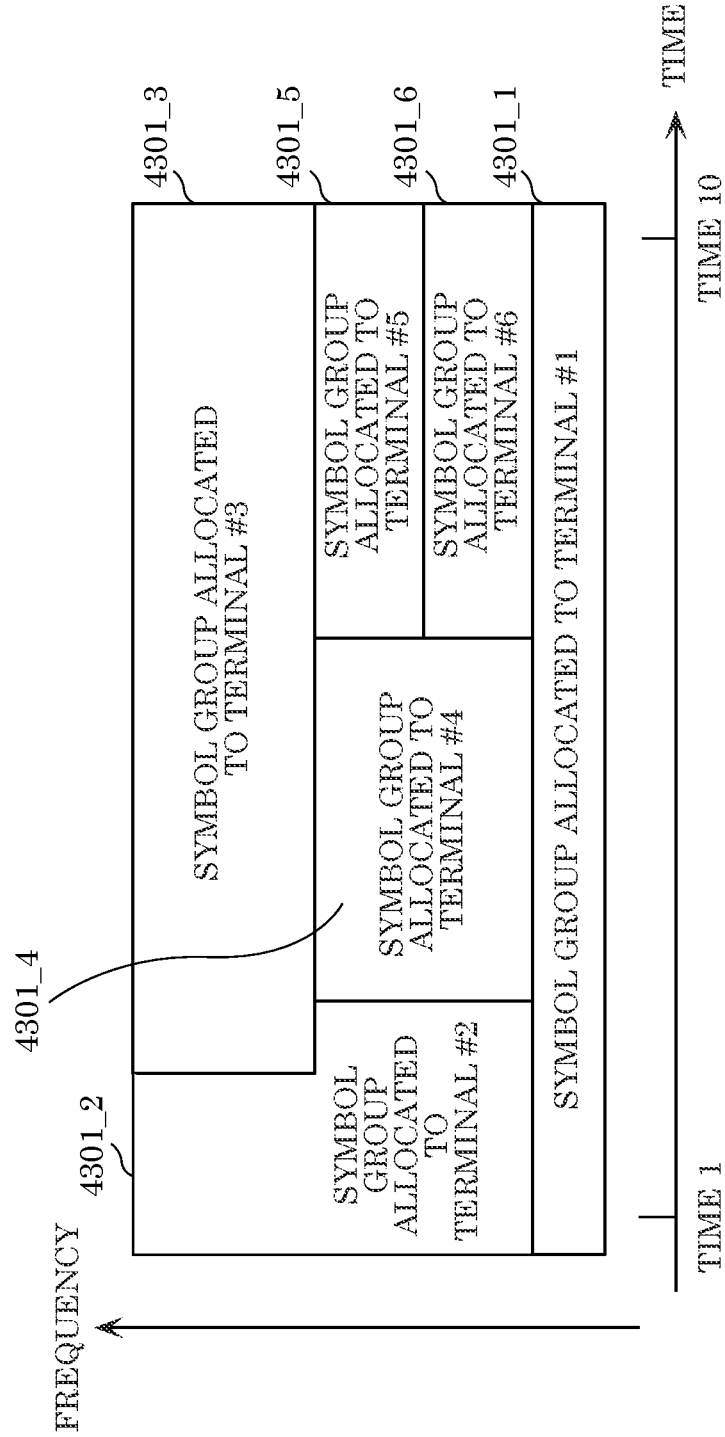 FREQUENCY
4301_2
4301_4
4301_3
4301_5
4301_6
4301_1
SYMBOL GROUP ALLOCATED
TO TERMINAL #3
SYMBOL
GROUP
ALLOCATED
TO
TERMINAL #2
SYMBOL GROUP
ALLOCATED TO
TERMINAL #4
SYMBOL GROUP
ALLOCATED TO
TERMINAL #5
SYMBOL GROUP
ALLOCATED TO
TERMINAL #6
SYMBOL GROUP ALLOCATED TO TERMINAL #1
TIME 1
TIME 10
TIME